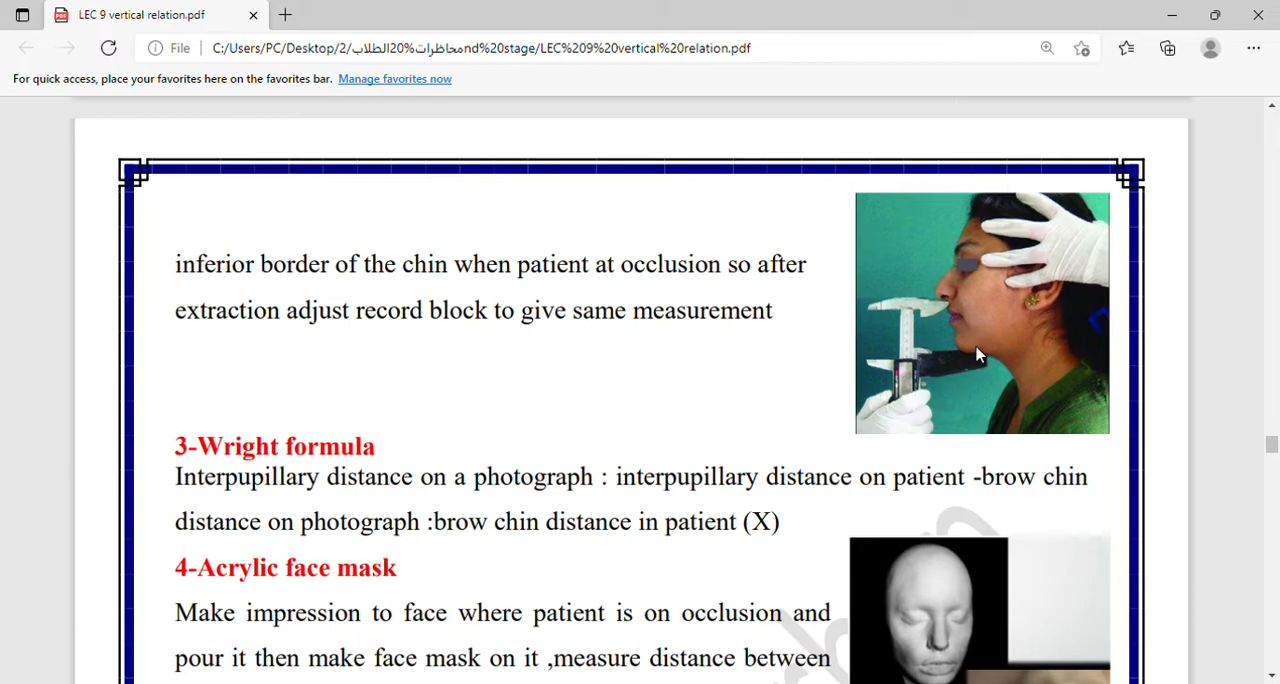 LEC 9 vertical relation.pdf
File C:/Users/PC/Desktop/2/محاظرات%20الطلابnd%20stage/LEC%209%20vertical%20relation.pdf
For quick access, place your favorites here on the favorites bar. Manage favorites now
inferior border of the chin when patient at occlusion so after
extraction adjust record block to give same measurement
3-Wright formula
Interpupillary distance on a photograph : interpupillary distance on patient -brow chin
distance on photograph :brow chin distance in patient (X)
4-Acrylic face mask
Make impression to face where patient is on occlusion and
pour it then make face mask on it ,measure distance between